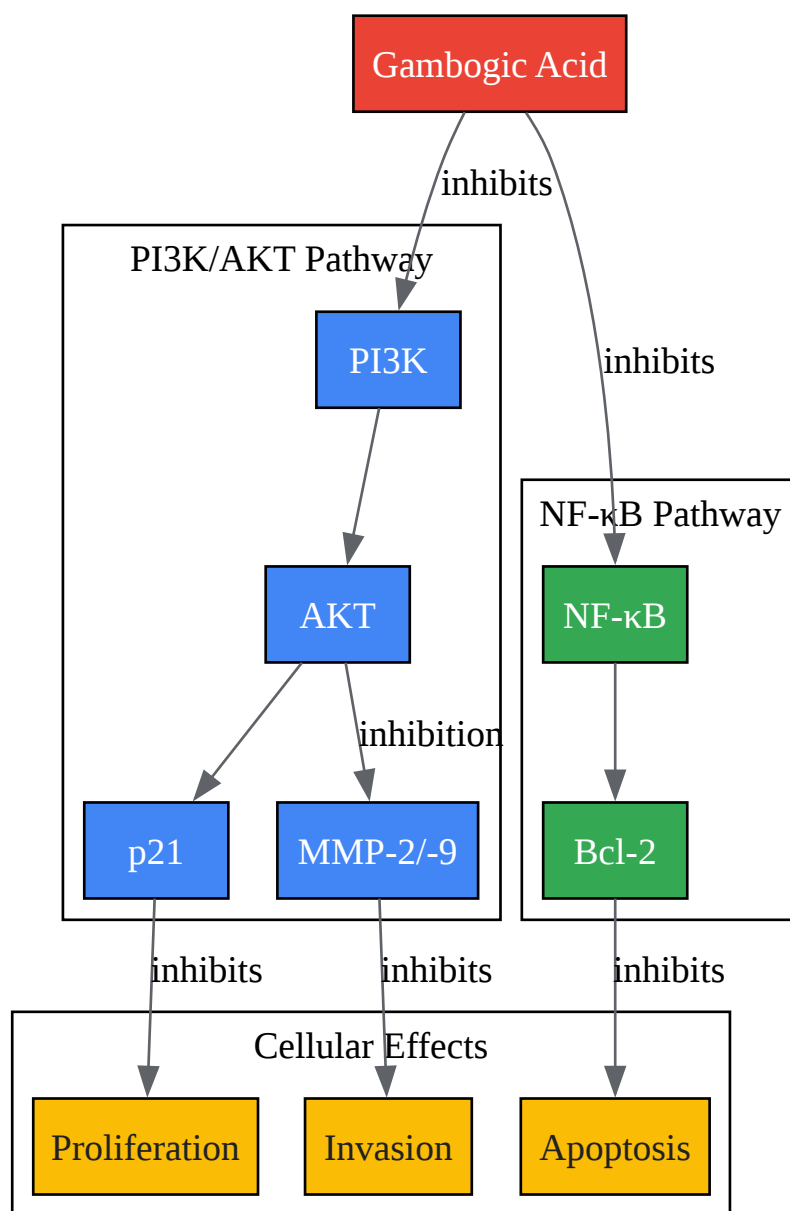 Gambogic Acid
inhibits
PI3K/AKT Pathway
PI3K
inhibits
NF-κB Pathway
AKT
NF-κB
inhibition
p21
MMP-2/-9
Bcl-2
inhibits
inhibits
inhibits
Cellular Effects
Proliferation
Invasion
Apoptosis